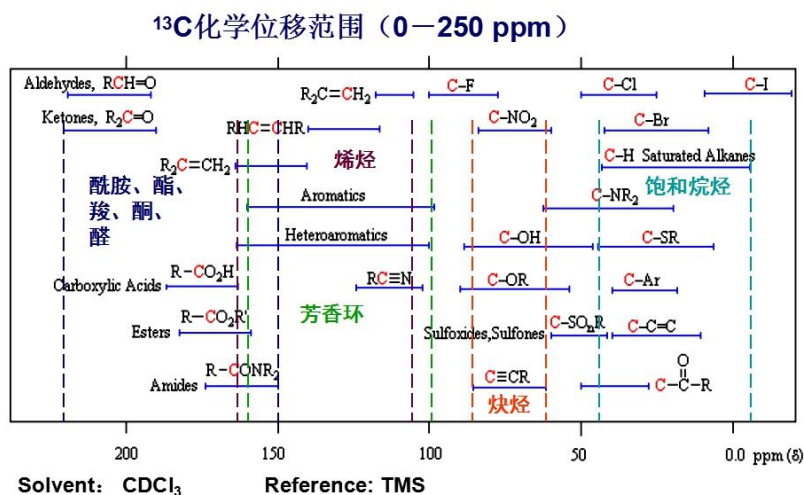 ¹³C化学位移范围（0－250 ppm）
Aldehydes, RCH=O
R₂C=CH₂
C–F
C–Cl
C–I
Ketones, R₂C=O
RHC=CHR
C–NO₂
C–Br
R₂C=CH₂
烯烃
C–H Saturated Alkanes
酰胺、酯、
羧、酮、
醛
Aromatics
C–NR₂
饱和烷烃
Heteroaromatics
C–OH
C–SR
R–CO₂H
Carboxylic Acids
RC≡N
C–OR
C–Ar
芳香环
R–CO₂R'
Esters
Sulfoxides,Sulfones
C–SOₙR
C–C=C
R–CONR₂
Amides
C≡CR
炔烃
O
C–C–R
200
150
100
50
0.0
ppm (δ)
Solvent： CDCl₃
Reference: TMS